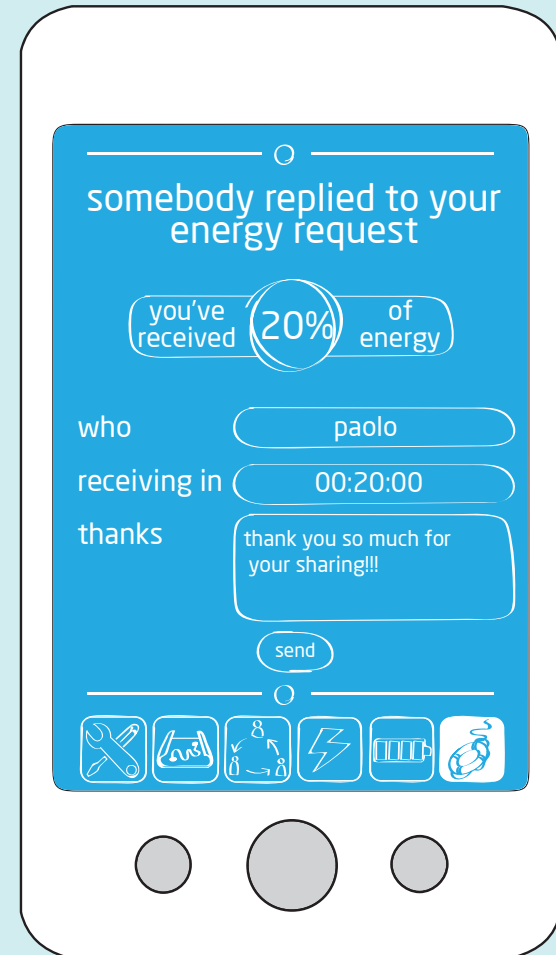 somebody replied to your
energy request
you've
received
20%
of
energy
who
paolo
receiving in
00:20:00
thanks
thank you so much for
your sharing!!!
send